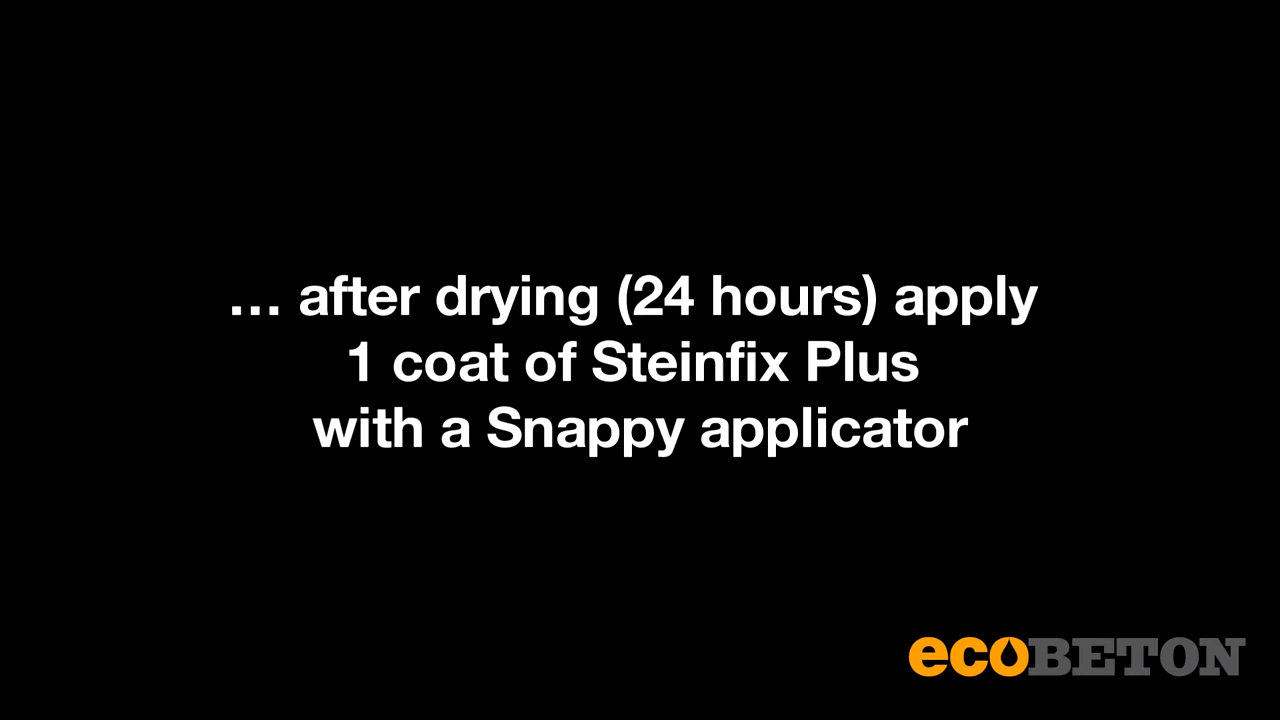 … after drying (24 hours) apply
1 coat of Steinfix Plus
with a Snappy applicator
ecoBETON